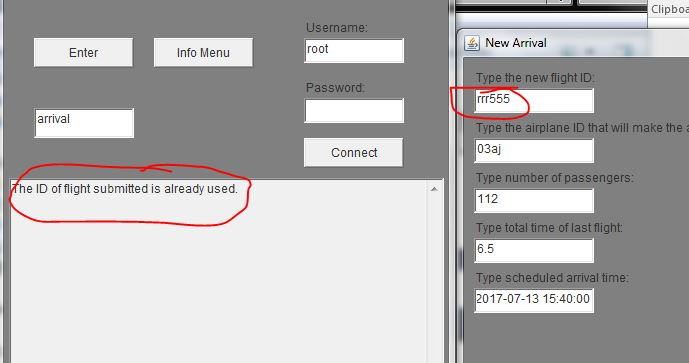 Enter
Info Menu
Username:
root
Password:
arrival
Connect
The ID of flight submitted is already used.
Clipboa
New Arrival
Type the new flight ID:
rrr555
Type the airplane ID that will make the a
03aj
Type number of passengers:
112
Type total time of last flight:
6.5
Type scheduled arrival time:
2017-07-13 15:40:00